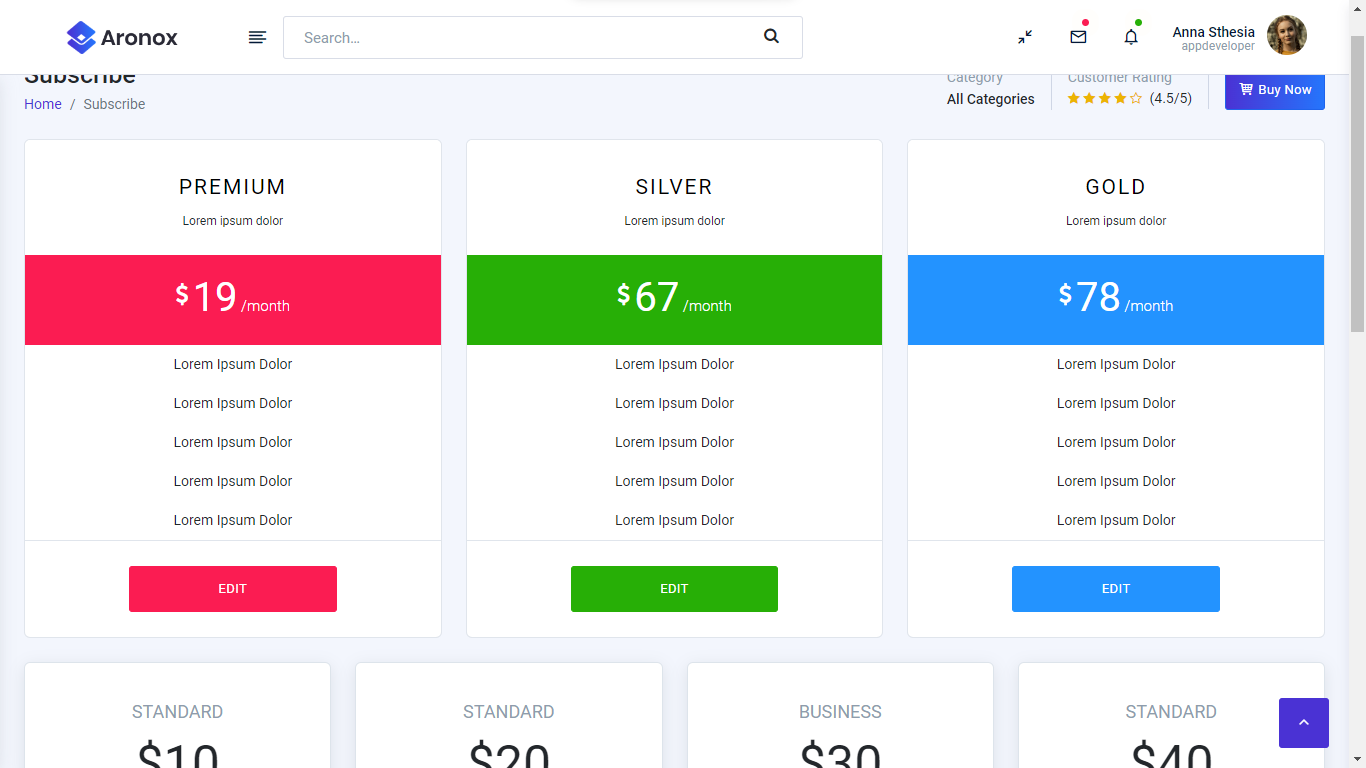 Aronox
Search...
Anna Sthesia
appdeveloper
Subscribe
Home / Subscribe
Category
All Categories
Customer Rating
(4.5/5)
Buy Now
PREMIUM
Lorem ipsum dolor
$19 /month
Lorem Ipsum Dolor
Lorem Ipsum Dolor
Lorem Ipsum Dolor
Lorem Ipsum Dolor
Lorem Ipsum Dolor
EDIT
SILVER
Lorem ipsum dolor
$67 /month
Lorem Ipsum Dolor
Lorem Ipsum Dolor
Lorem Ipsum Dolor
Lorem Ipsum Dolor
Lorem Ipsum Dolor
EDIT
GOLD
Lorem ipsum dolor
$78 /month
Lorem Ipsum Dolor
Lorem Ipsum Dolor
Lorem Ipsum Dolor
Lorem Ipsum Dolor
Lorem Ipsum Dolor
EDIT
STANDARD
$10
STANDARD
$20
BUSINESS
$30
STANDARD
$40